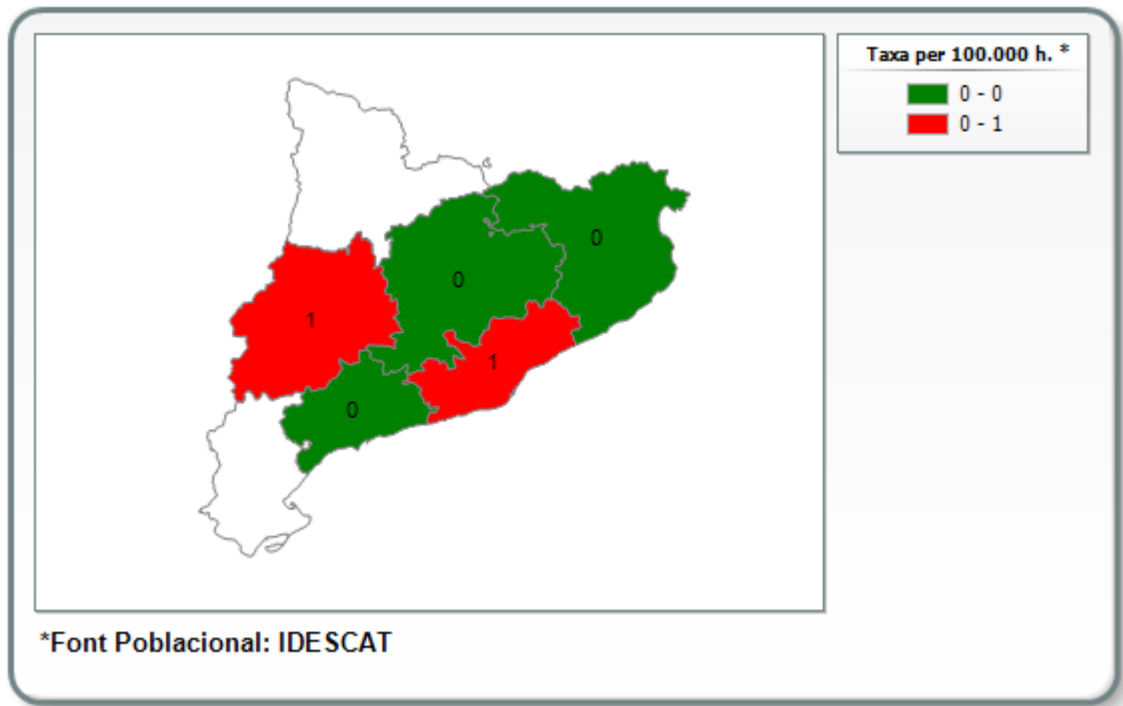 Taxa per 100.000 h. *
0 - 0
0 - 1
0
0
1
1
0
*Font Poblacional: IDESCAT